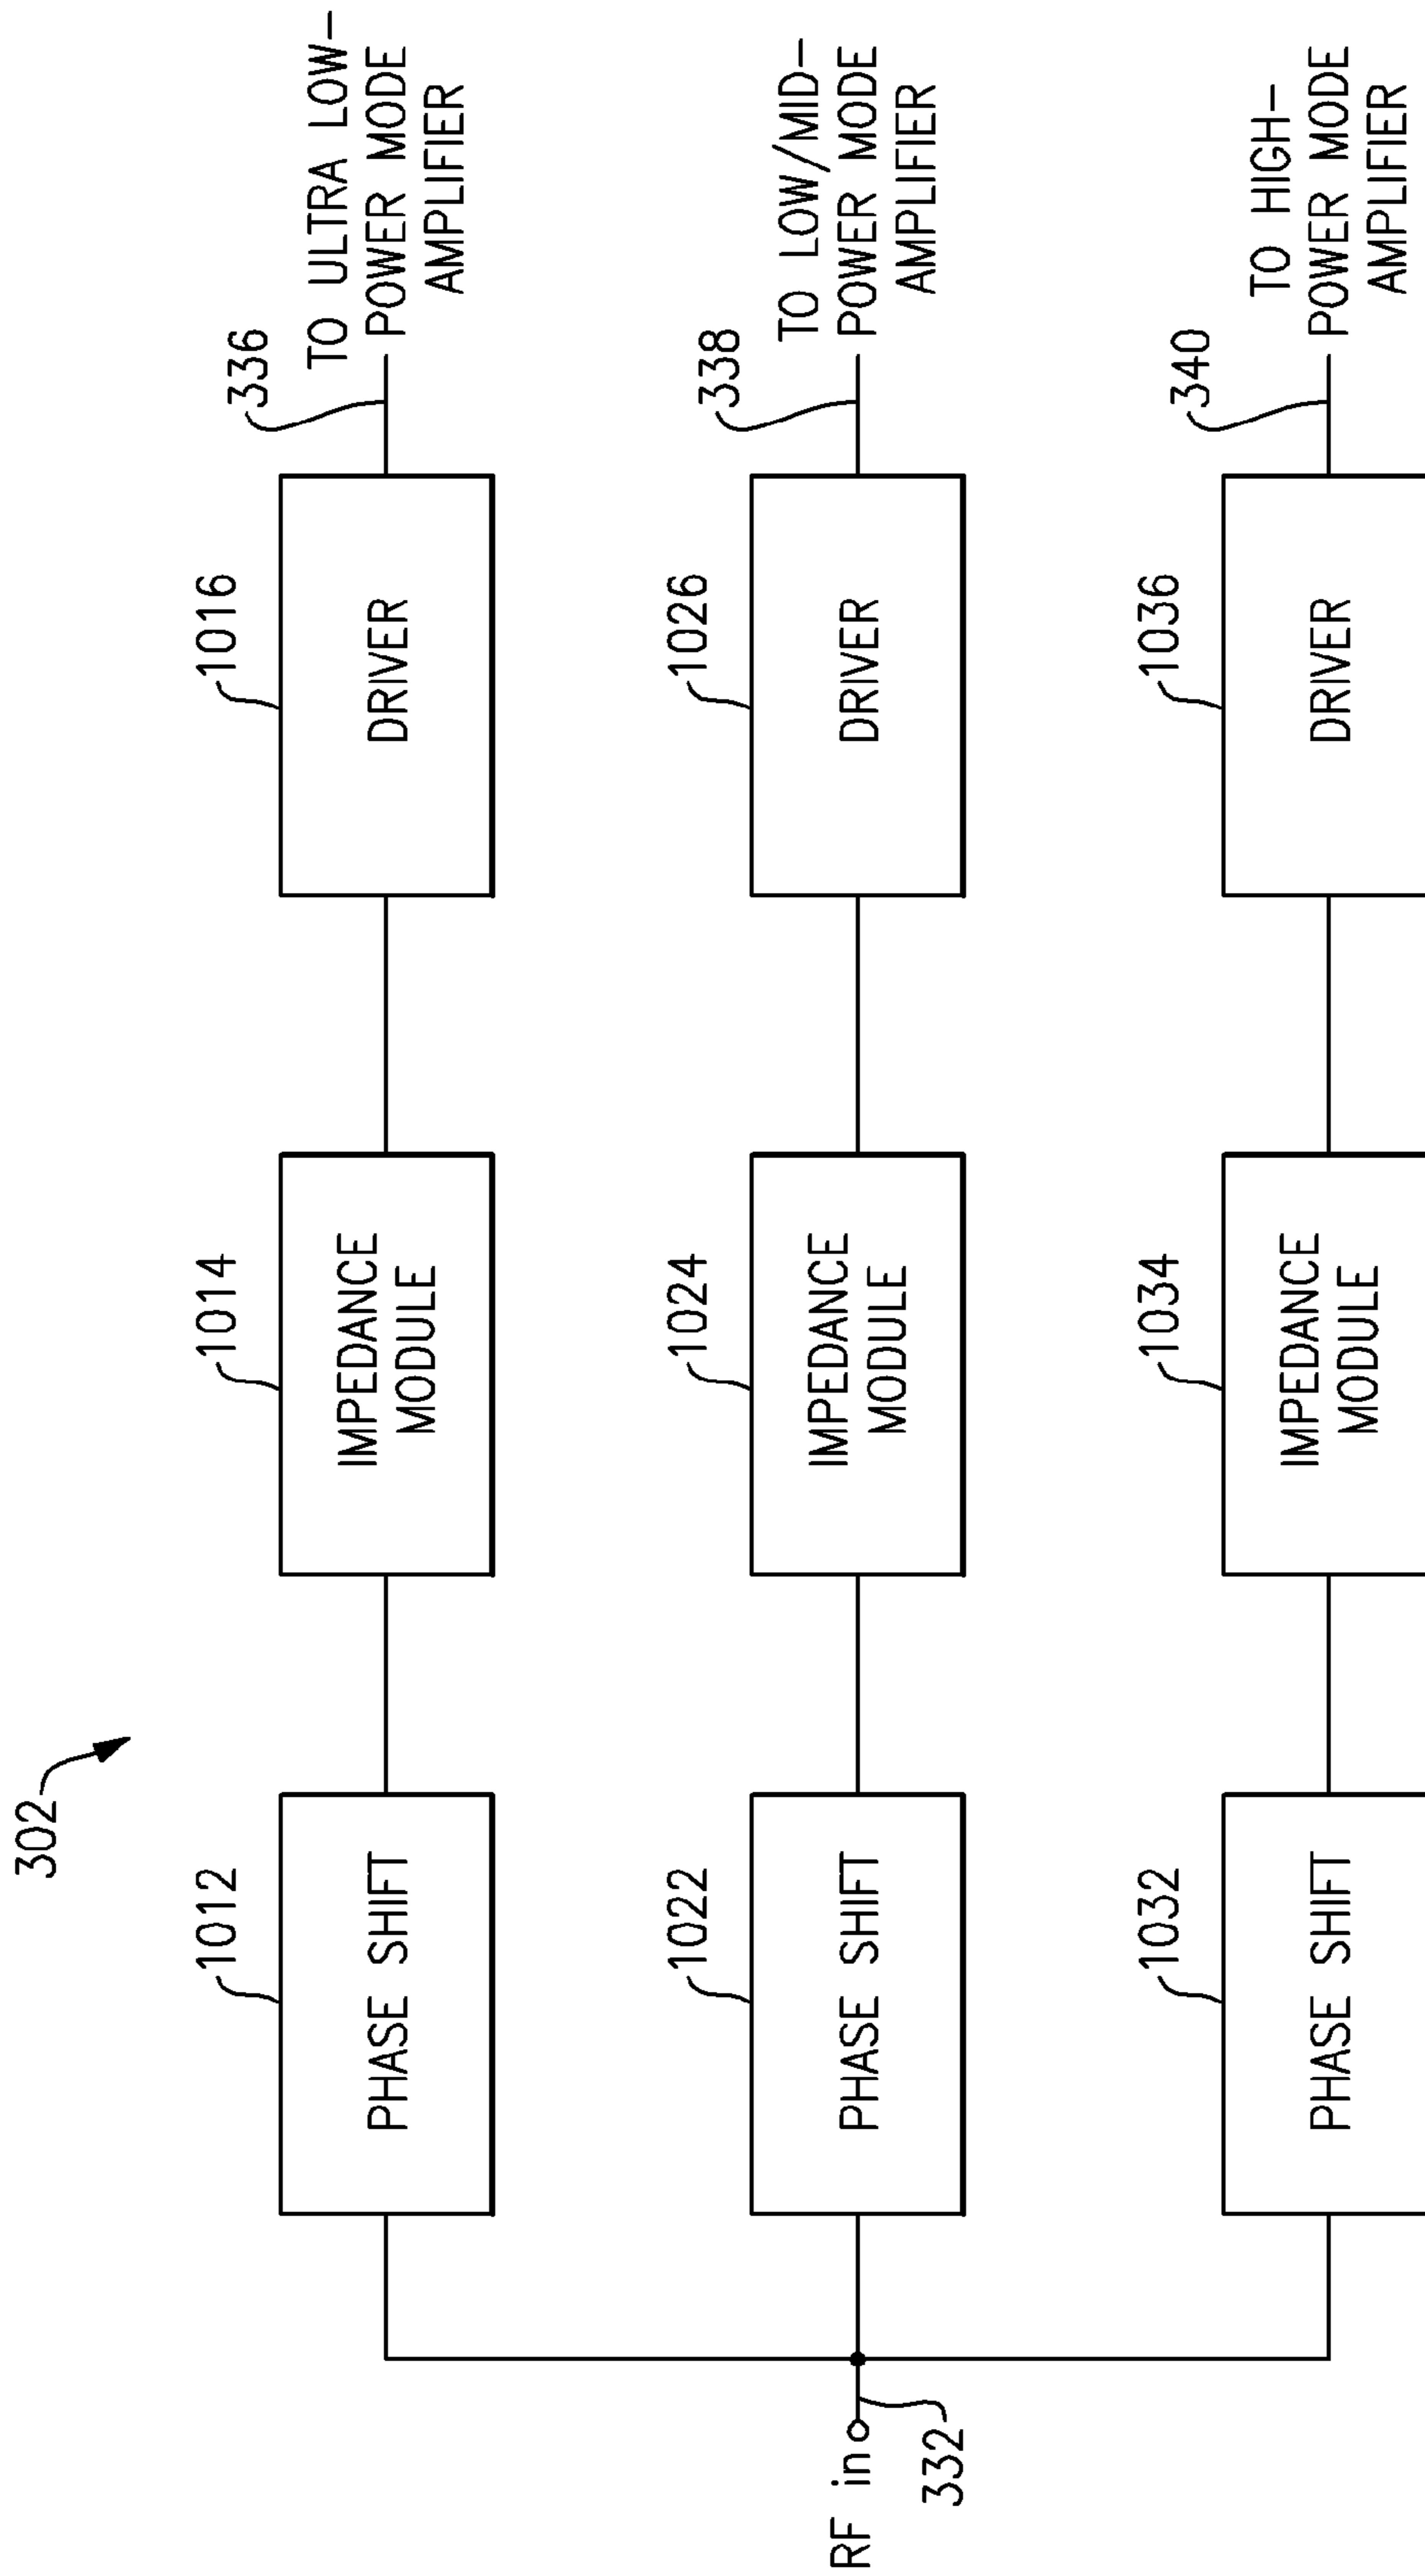 302
1012
PHASE SHIFT
1014
IMPEDANCE
MODULE
1016
DRIVER
336
TO ULTRA LOW-
POWER MODE
AMPLIFIER
RF in
332
1022
PHASE SHIFT
1024
IMPEDANCE
MODULE
1026
DRIVER
338
TO LOW/MID-
POWER MODE
AMPLIFIER
1032
PHASE SHIFT
1034
IMPEDANCE
MODULE
1036
DRIVER
340
TO HIGH-
POWER MODE
AMPLIFIER